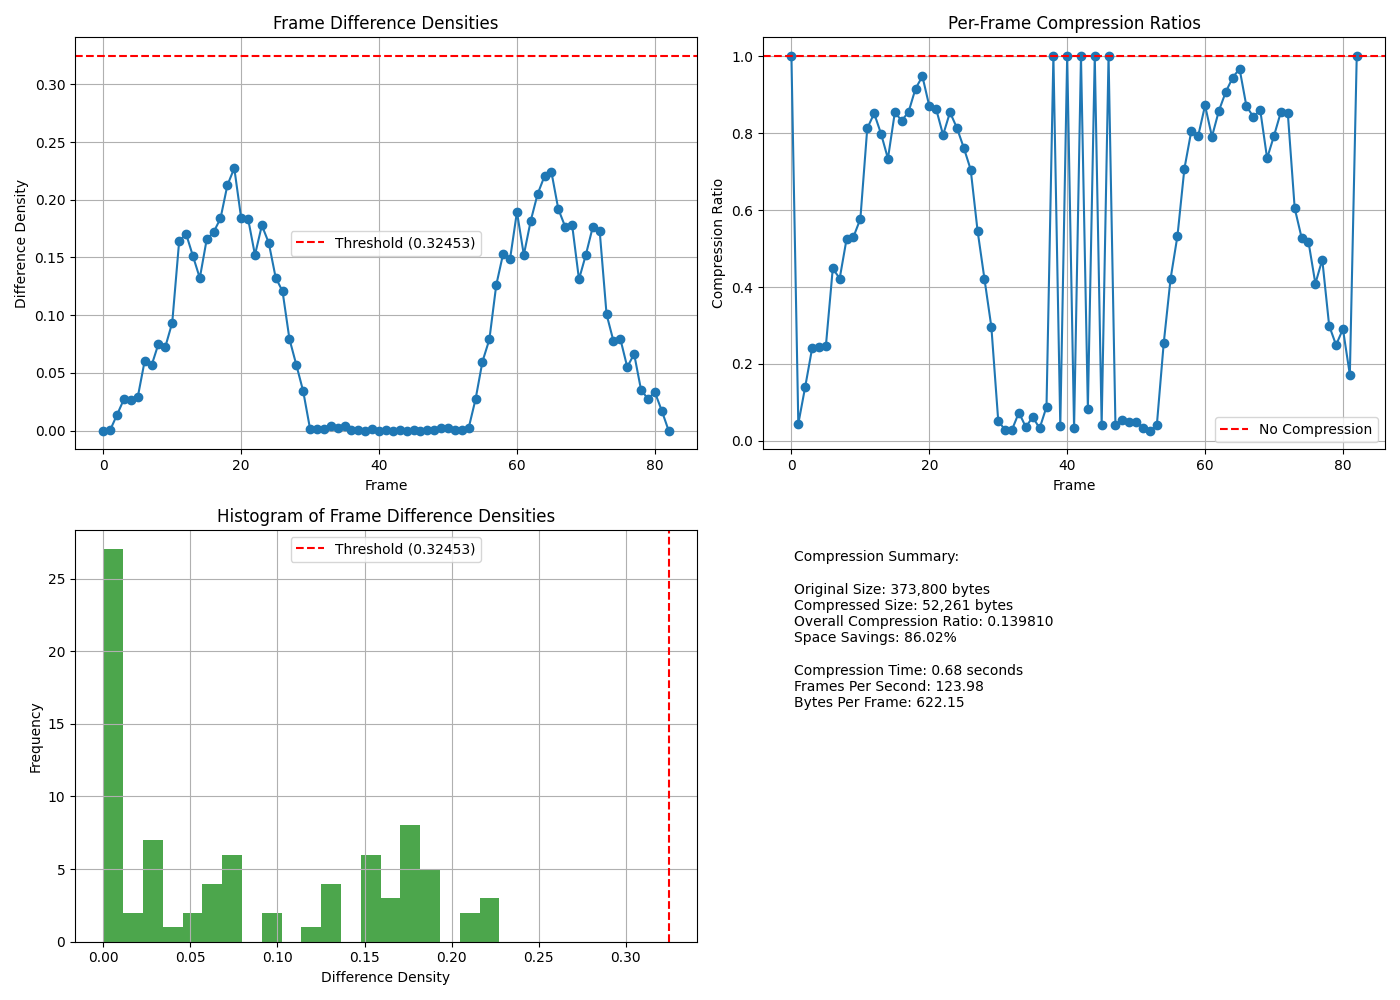 Frame Difference Densities
0.30
0.25
0.20
0.15
0.10
0.05
0.00
Difference Density
Threshold (0.32453)
0
20
40
60
80
Frame
Per-Frame Compression Ratios
1.0
0.8
0.6
0.4
0.2
0.0
Compression Ratio
No Compression
0
20
40
60
80
Frame
Histogram of Frame Difference Densities
Threshold (0.32453)
25
20
15
10
5
0
Frequency
0.00
0.05
0.10
0.15
0.20
0.25
0.30
Difference Density
Compression Summary:
Original Size: 373,800 bytes
Compressed Size: 52,261 bytes
Overall Compression Ratio: 0.139810
Space Savings: 86.02%
Compression Time: 0.68 seconds
Frames Per Second: 123.98
Bytes Per Frame: 622.15